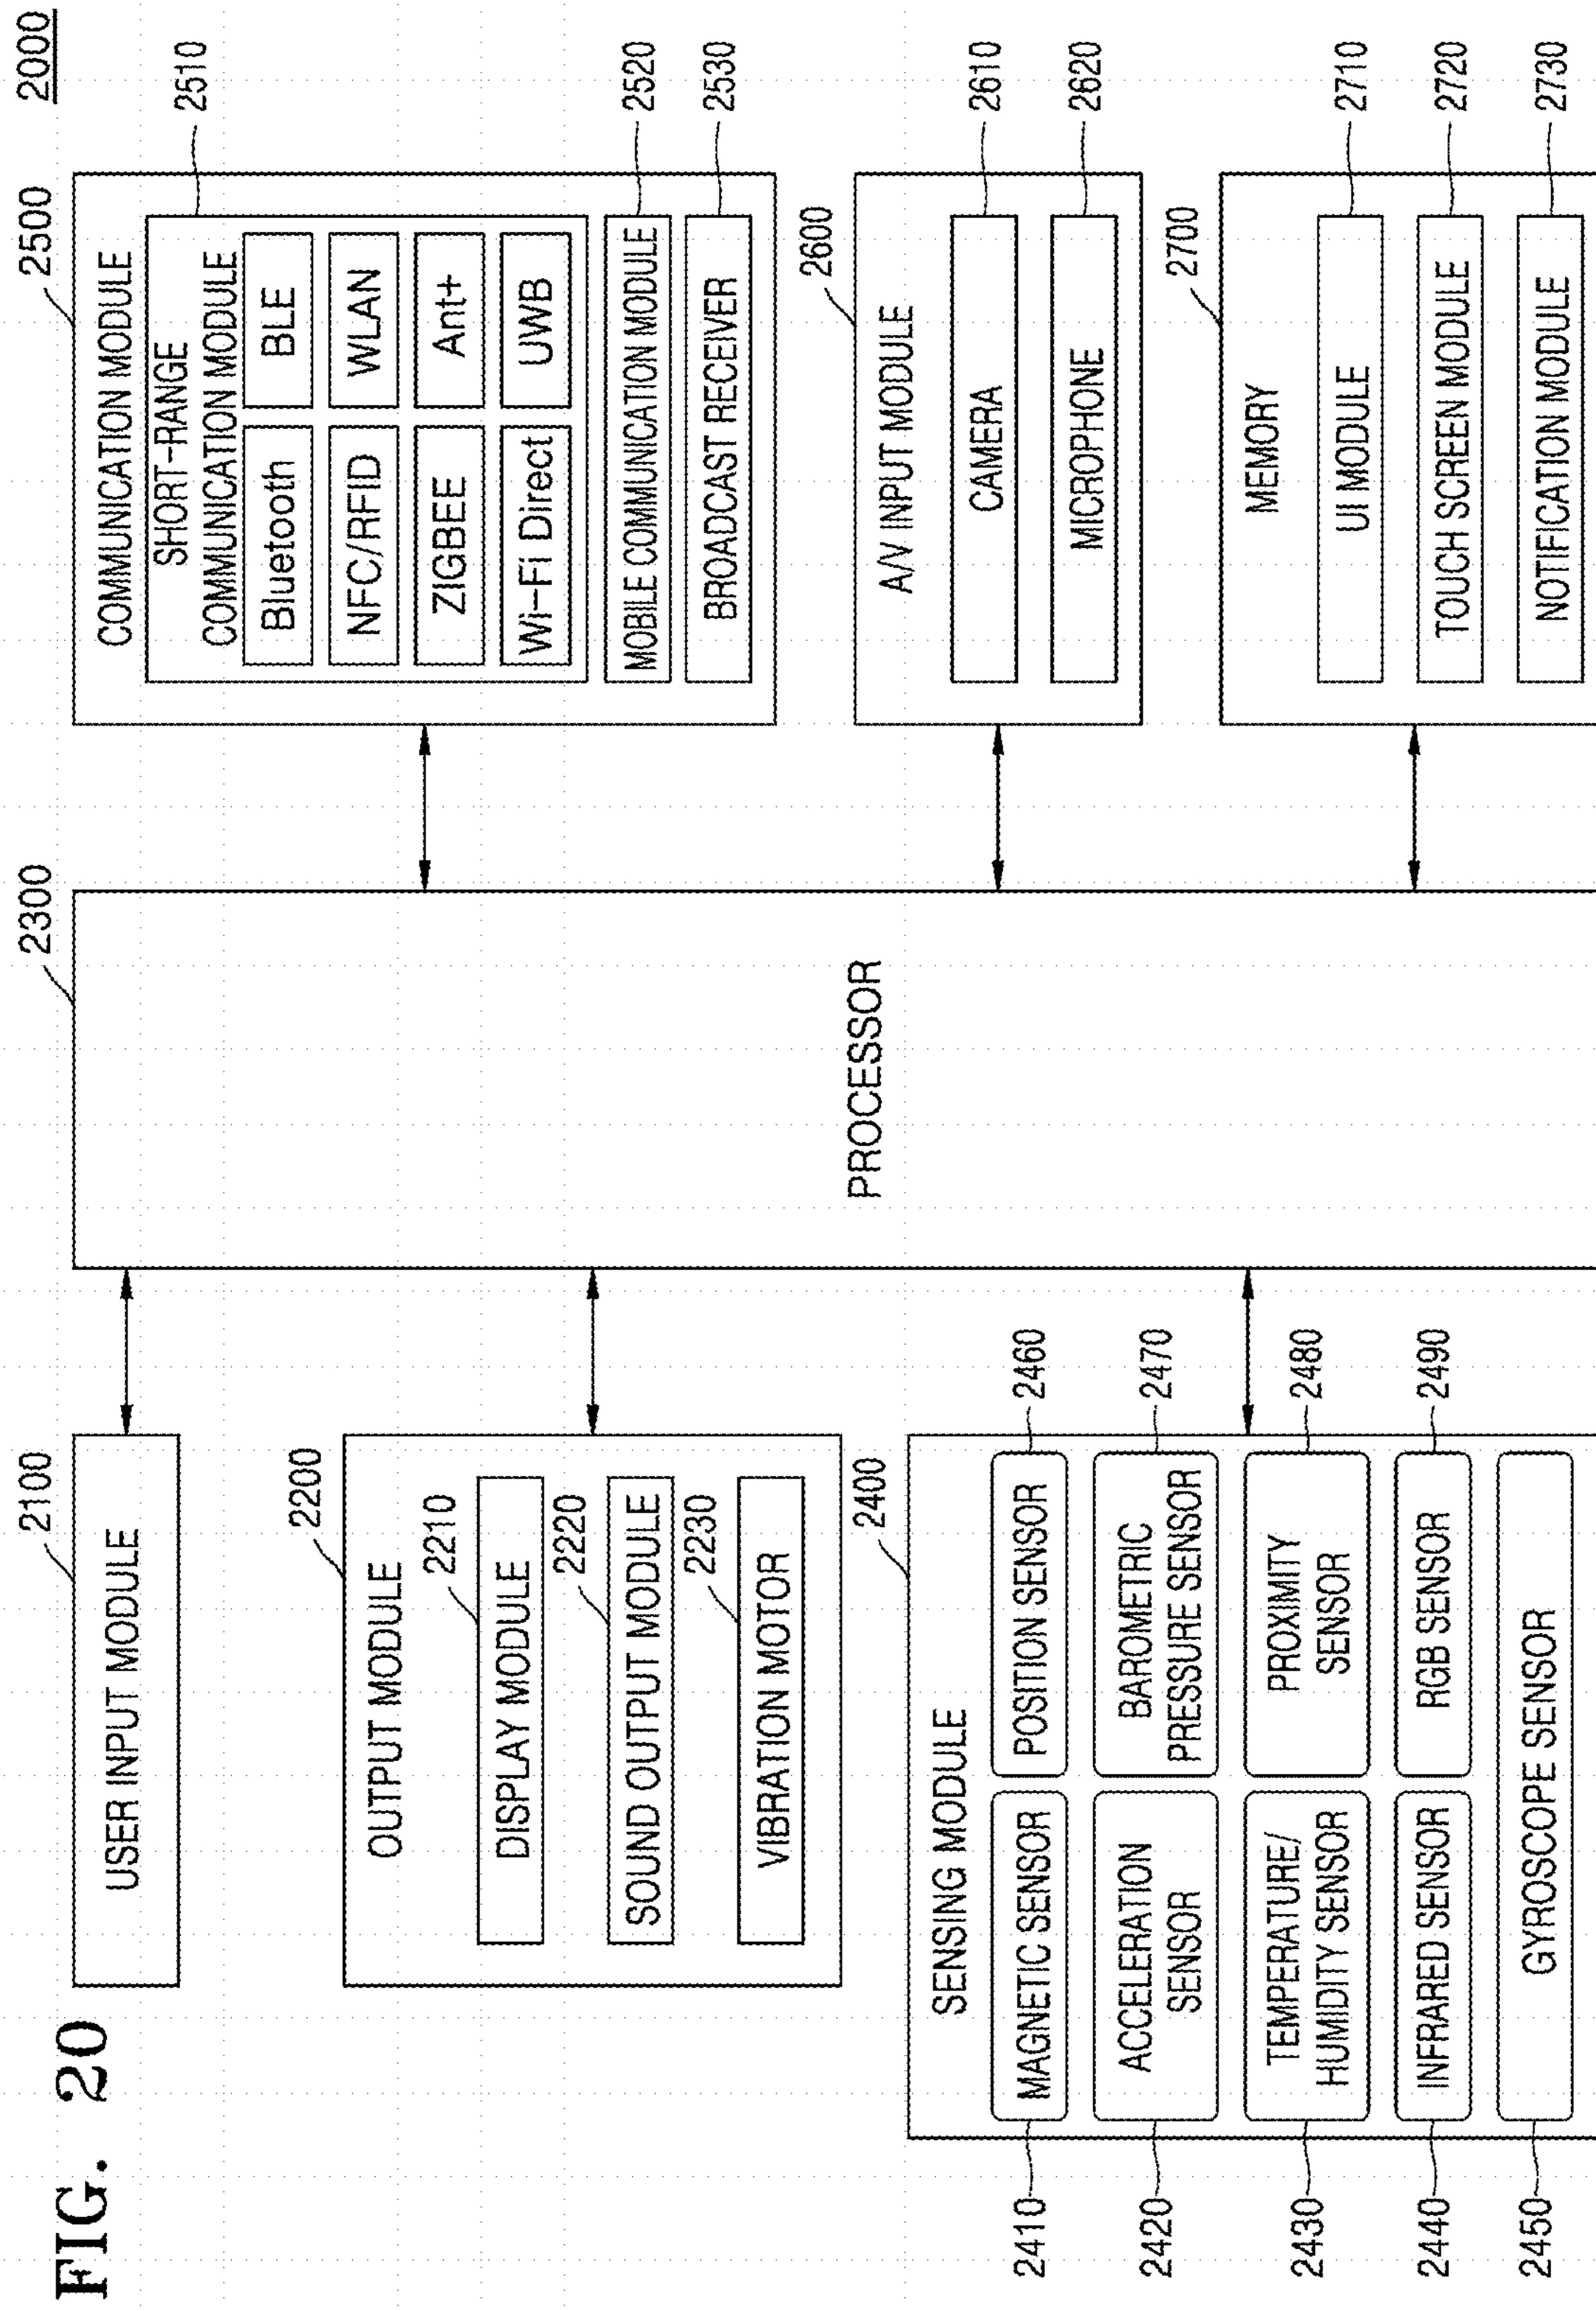 FIG. 20
2000
2100
USER INPUT MODULE
2200
OUTPUT MODULE
2210
DISPLAY MODULE
2220
SOUND OUTPUT MODULE
2230
VIBRATION MOTOR
2400
SENSING MODULE
2410
MAGNETIC SENSOR
POSITION SENSOR
2460
2420
ACCELERATION
SENSOR
BAROMETRIC
PRESSURE SENSOR
2470
2430
TEMPERATURE/
HUMIDITY SENSOR
PROXIMITY
SENSOR
2480
2440
INFRARED SENSOR
RGB SENSOR
2490
2450
GYROSCOPE SENSOR
2300
PROCESSOR
2500
COMMUNICATION MODULE
SHORT-RANGE
COMMUNICATION MODULE
2510
Bluetooth
BLE
NFC/RFID
WLAN
ZIGBEE
Ant+
Wi-Fi Direct
UWB
MOBILE COMMUNICATION MODULE
2520
BROADCAST RECEIVER
2530
2600
A/V INPUT MODULE
CAMERA
2610
MICROPHONE
2620
2700
MEMORY
UI MODULE
2710
TOUCH SCREEN MODULE
2720
NOTIFICATION MODULE
2730